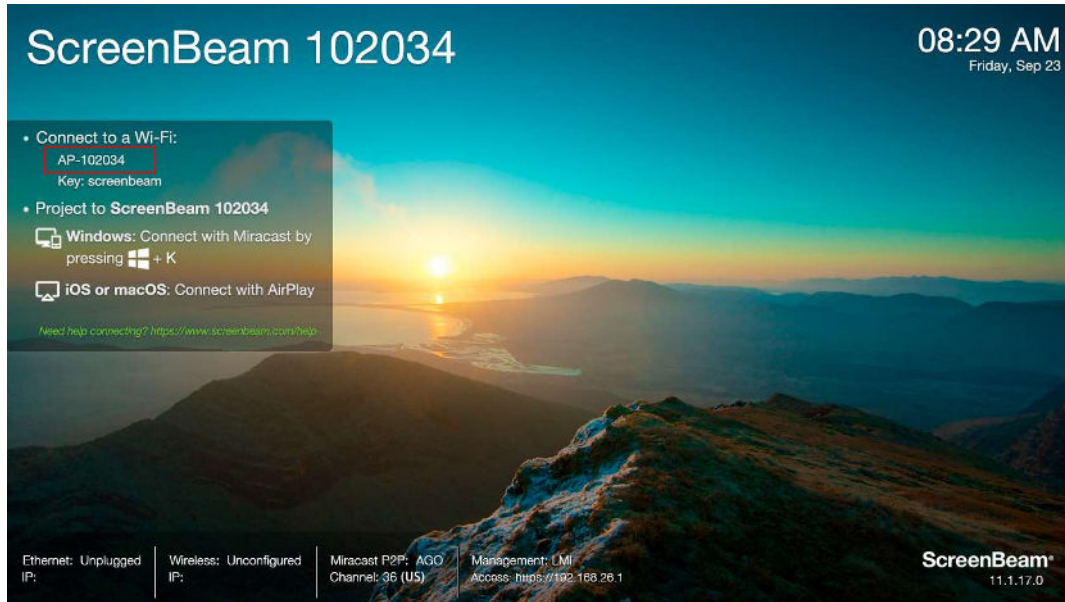 ScreenBeam 102034
08:29 AM
Friday, Sep 23
• Connect to a Wi-Fi:
AP-102034
Key: screenbeam
• Project to ScreenBeam 102034
Windows: Connect with Miracast by
pressing + K
iOS or macOS: Connect with AirPlay
Need help connecting? https://www.screenbeam.com/help
Ethernet: Unplugged
IP:
Wireless: Unconfigured
IP:
Miracast P2P: AGO
Channel: 36 (US)
Management: LMI
Access: https://192.168.26.1
ScreenBeam®
11.1.17.0